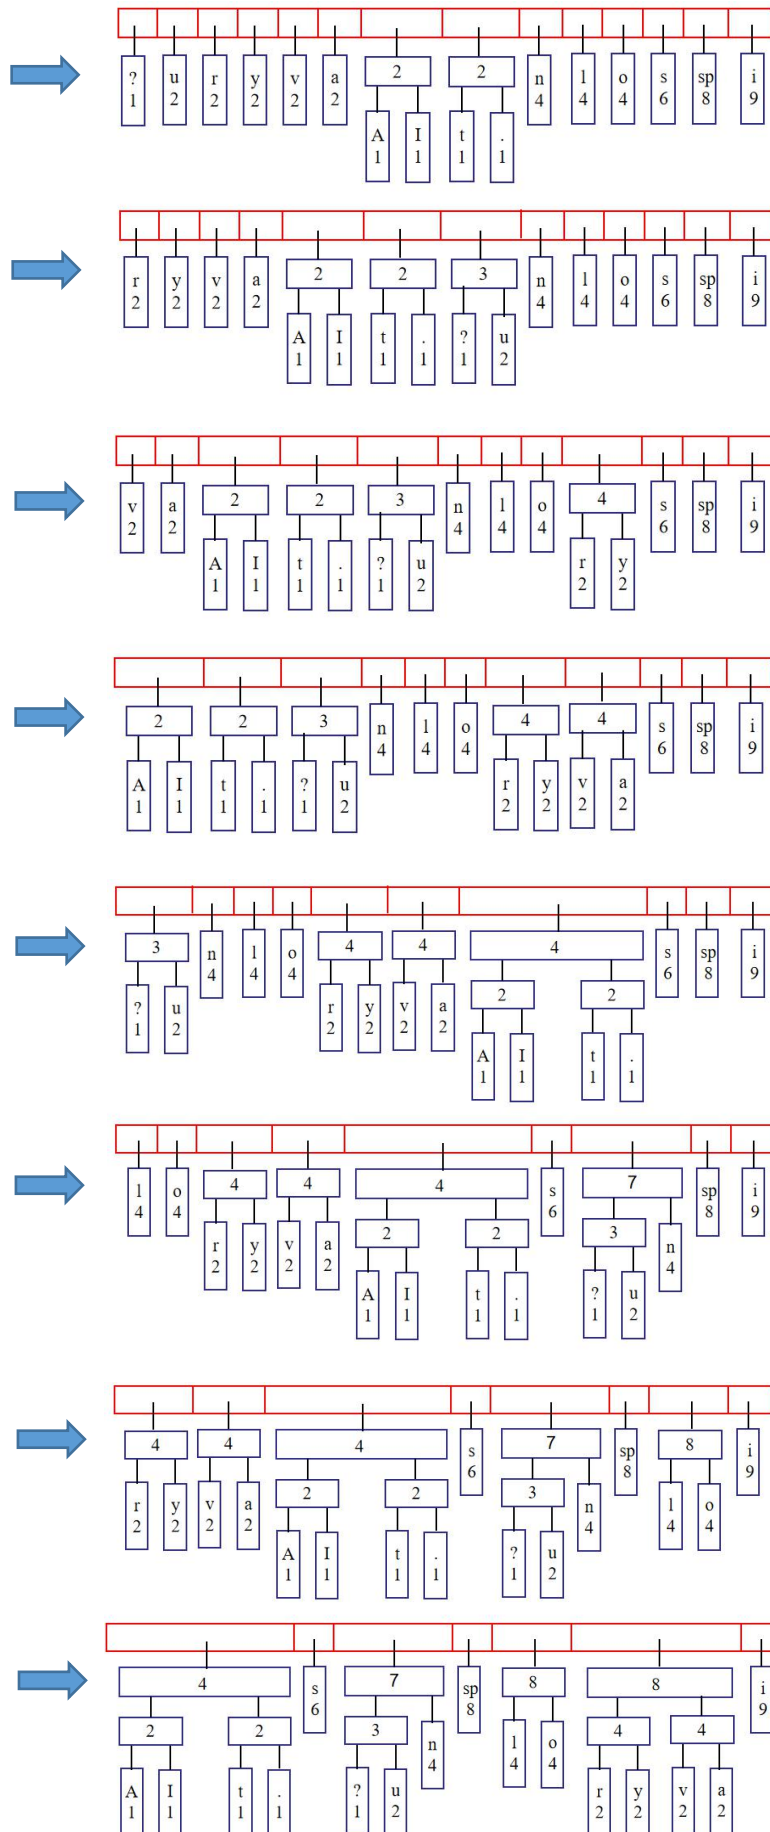 ? u r y v a 2 2 n l o s sp i
1 2 2 2 2 2 4 4 4 6 8 9
A I t .
1 1 1 1
r y v a 2 2 3 n l o s sp i
2 2 2 2 4 4 4 6 8 9
A I t . ? u
1 1 1 1 1 2
v a 2 2 3 n l o 4 s sp i
2 2 4 4 4 6 8 9
A I t . ? u r y
1 1 1 1 1 2 2 2
2 2 3 n l o 4 4 s sp i
4 4 4 6 8 9
A I t . ? u r y v a
1 1 1 1 1 2 2 2 2 2
3 n l o 4 4 4 s sp i
4 4 4 6 8 9
? u r y v a 2 2
1 2 2 2 2 2
A I t .
1 1 1 1
l o 4 4 4 s 7 sp i
4 4 6 8 9
r y v a 2 2 3 n
2 2 2 2 4
A I t . ? u
1 1 1 1 1 2
4 4 4 s 7 sp 8 i
6 8 9
r y v a 2 2 3 n l o
2 2 2 2 4 4 4
A I t . ? u
1 1 1 1 1 2
4 s 7 sp 8 8 i
6 8 9
2 2 3 n l o 4 4
4 4 4
A I t . ? u r y v a
1 1 1 1 1 2 2 2 2 2